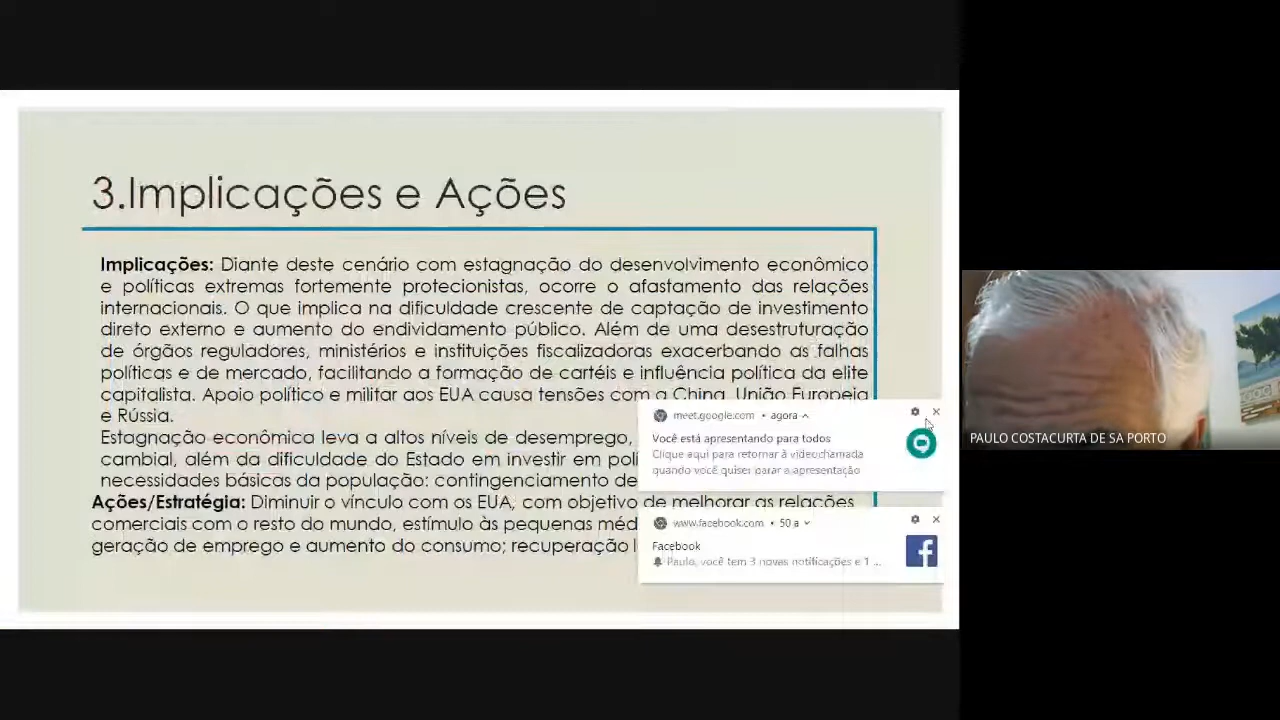 3.Implicações e Ações
Implicações: Diante deste cenário com estagnação do desenvolvimento econômico
e políticas extremas fortemente protecionistas, ocorre o afastamento das relações
internacionais. O que implica na dificuldade crescente de captação de investimento
direto externo e aumento do endividamento público. Além de uma desestruturação
de órgãos reguladores, ministérios e instituições fiscalizadoras exacerbando as falhas
políticas e de mercado, facilitando a formação de cartéis e influência política da elite
capitalista. Apoio político e militar aos EUA causa tensões com a China, União Europeia
e Rússia.
Estagnação econômica leva a altos níveis de desemprego,
cambial, além da dificuldade do Estado em investir em
necessidades básicas da população: contingenciamento de
Ações/Estratégia: Diminuir o vínculo com os EUA, com objetivo de melhorar as relações
comerciais com o resto do mundo, estímulo às pequenas
geração de emprego e aumento do consumo; recuperação
meet.google.com • agora
Você está apresentando para todos
Clique aqui para retornar à videochamada
quando você quiser parar a apresentação
www.facebook.com • 50 a
Facebook
Paulo, você tem 3 novas notificações e 1 ...
PAULO COSTACURTA DE SA PORTO